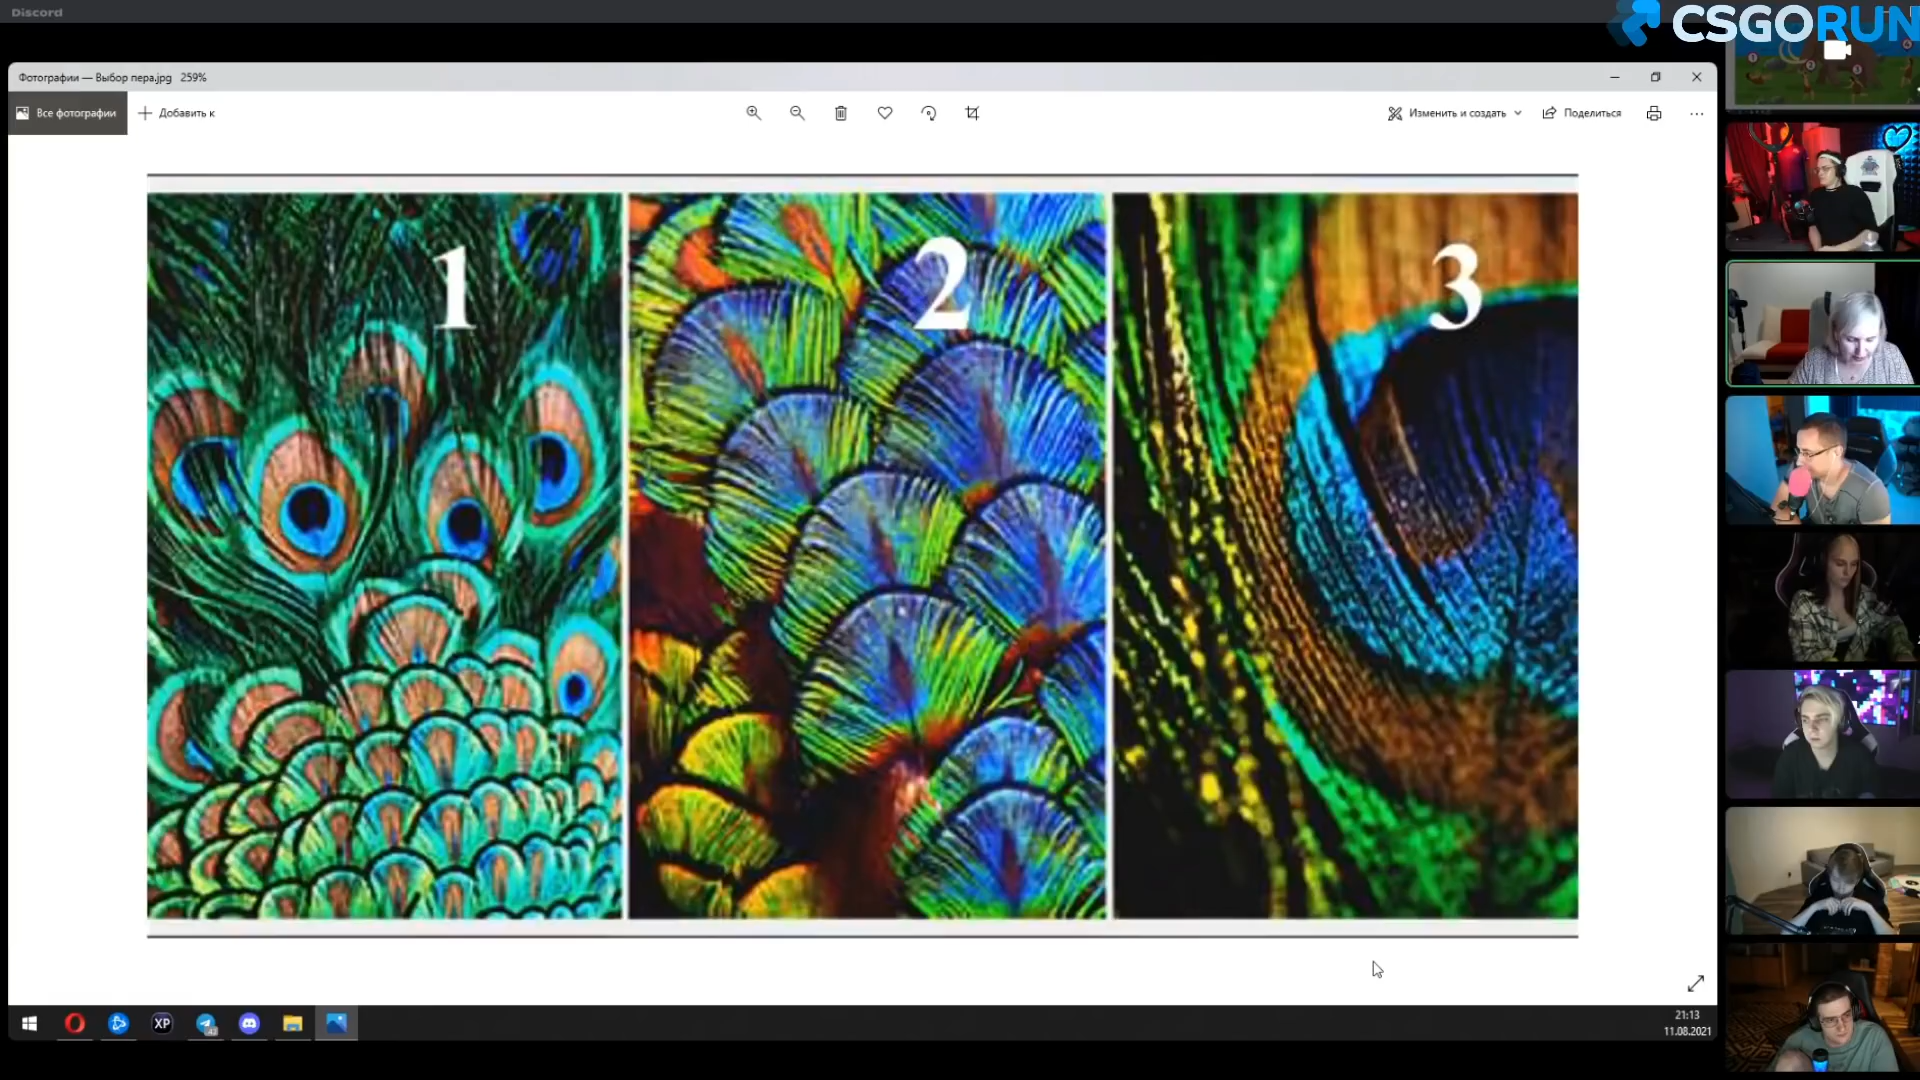 Discord
CSGORUN
Фотографии — Выбор пера.jpg 259%
Все фотографии
Добавить к
Изменить и создать
Поделиться
1
2
3
XP
21:13
11.08.2021